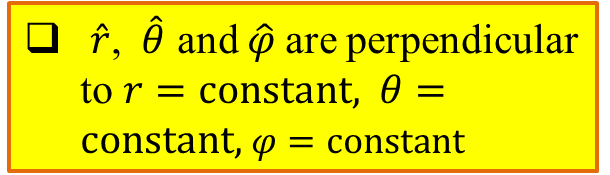 ❑ r̂, θ̂ and φ̂ are perpendicular
to r = constant, θ =
constant, φ = constant